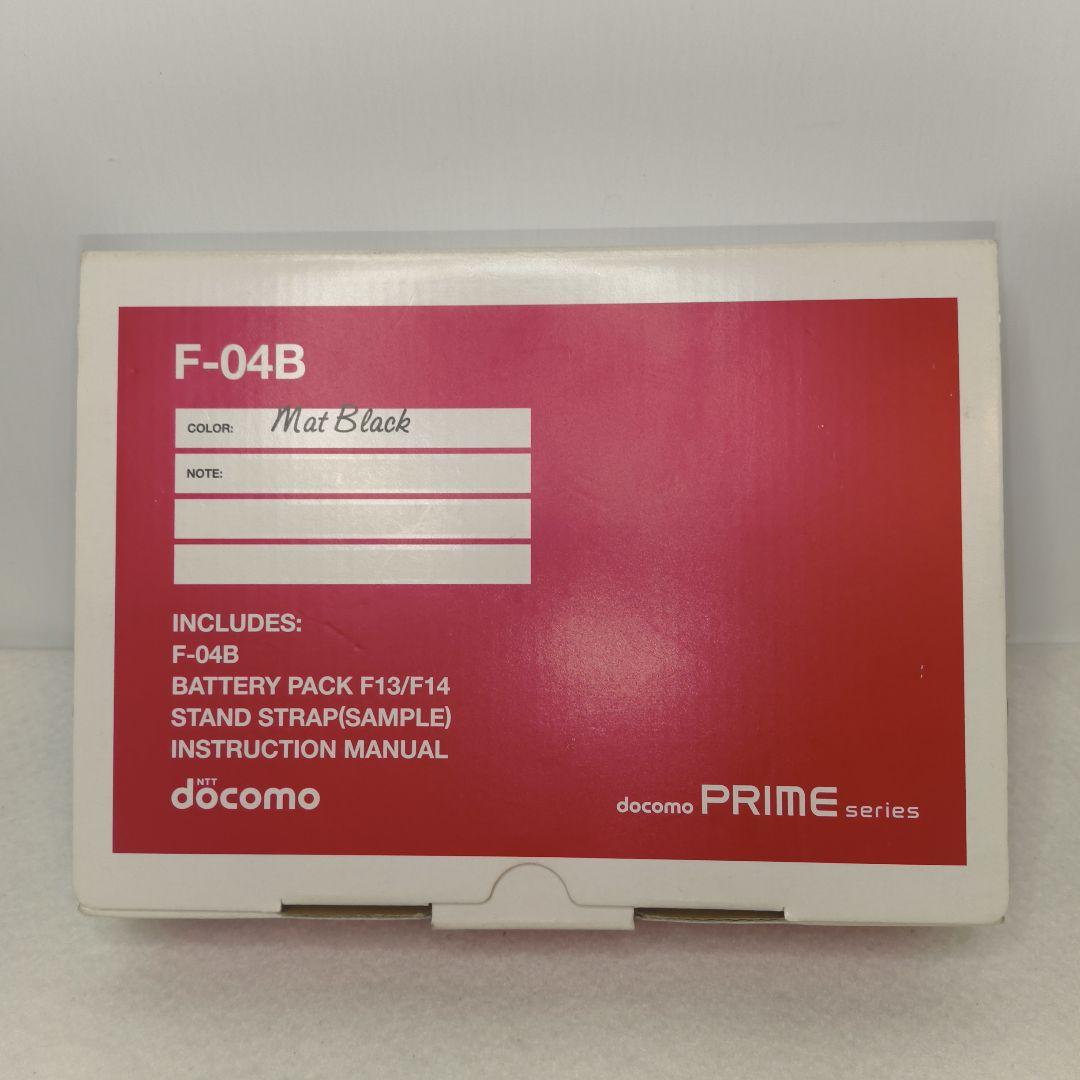 F-04B
COLOR: Mat Black
NOTE:
INCLUDES:
F-04B
BATTERY PACK F13/F14
STAND STRAP(SAMPLE)
INSTRUCTION MANUAL
NTT
döcomo
docomo PRIME series